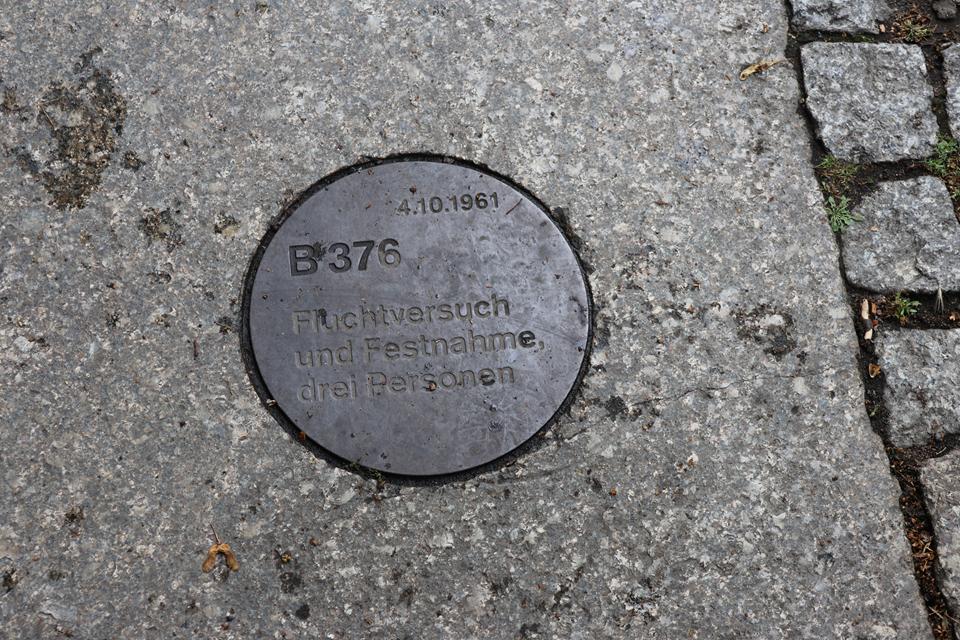 4.10.1961
B 376
Fluchtversuch
und Festnahme,
drei Personen